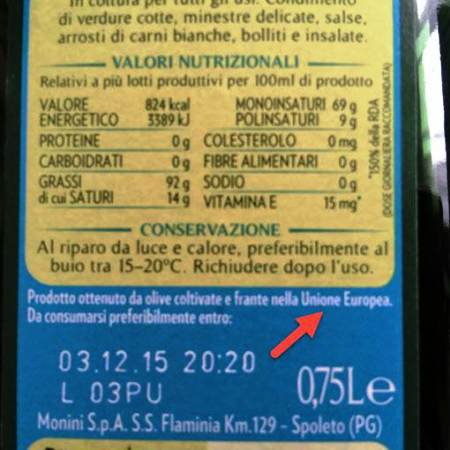 In cottura per tutti gli usi. Condimento
di verdure cotte, minestre delicate, salse,
arrosti di carni bianche, bolliti e insalate.
VALORI NUTRIZIONALI
Relativi a più lotti produttivi per 100ml di prodotto
VALORE ENERGETICO 824 kcal 3389 kJ
PROTEINE 0 g
CARBOIDRATI 0 g
GRASSI 92 g
di cui SATURI 14 g
MONOINSATURI 69 g
POLINSATURI 9 g
COLESTEROLO 0 mg
FIBRE ALIMENTARI 0 g
SODIO 0 g
VITAMINA E 15 mg*
*150% della RDA
(DOSE GIORNALIERA RACCOMANDATA)
CONSERVAZIONE
Al riparo da luce e calore, preferibilmente al
buio tra 15-20°C. Richiudere dopo l'uso.
Prodotto ottenuto da olive coltivate e frante nella Unione Europea.
Da consumarsi preferibilmente entro:
03.12.15 20:20
L 03PU
0,75L e
Monini S.p.A. S.S. Flaminia Km.129 - Spoleto (PG)